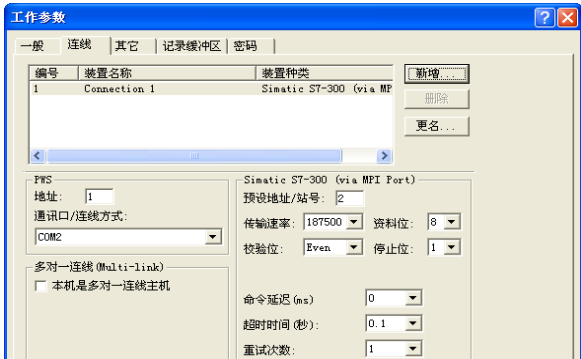 工作参数
一般 连线 其它 记录缓冲区 密码
编号 装置名称 装置种类
1 Connection 1 Simatic S7-300 (via MP
新增...
删除
更名...
PWS
地址: 1
通讯口/连线方式:
COM2
多对一连线(Multi-link)
本机是多对一连线主机
Simatic S7-300 (via MPI Port)
预设地址/站号: 2
传输速率: 187500 资料位: 8
校验位: Even 停止位: 1
命令延迟(ms) 0
超时时间(秒): 0.1
重试次数: 1